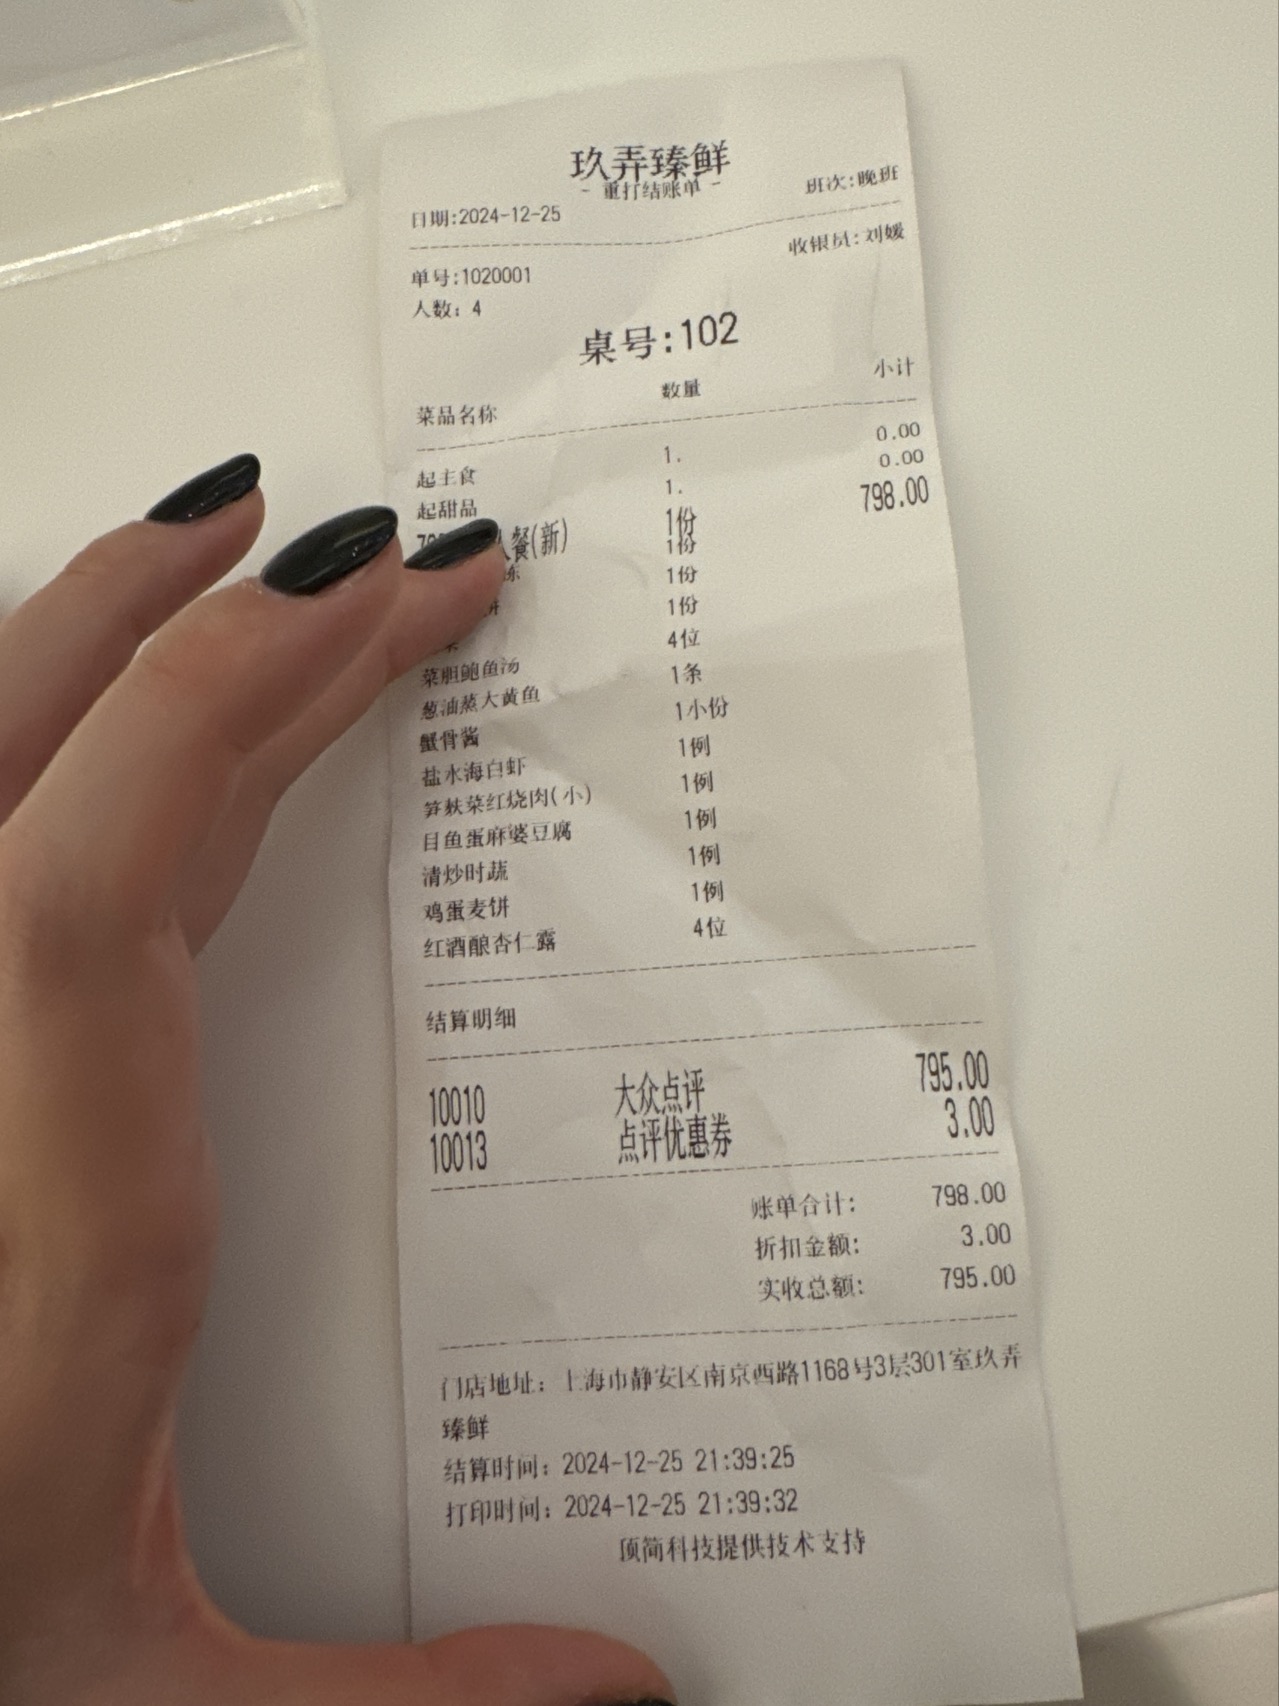 玖弄臻鲜
- 重打结账单 -
日期:2024-12-25 班次:晚班
单号:1020001 收银员:刘媛
人数: 4
桌号:102
菜品名称 数量 小计
起主食 1. 0.00
起甜品 1. 0.00
人餐(新) 1份 798.00
冻 1份
饼 1份
1份
菜胆鲍鱼汤 4位
葱油蒸大黄鱼 1条
蟹骨酱 1小份
盐水海白虾 1例
笋麸菜红烧肉(小) 1例
目鱼蛋麻婆豆腐 1例
清炒时蔬 1例
鸡蛋麦饼 1例
红酒酿杏仁露 4位
结算明细
10010 大众点评 795.00
10013 点评优惠券 3.00
账单合计: 798.00
折扣金额: 3.00
实收总额: 795.00
门店地址: 上海市静安区南京西路1168号3层301室玖弄
臻鲜
结算时间: 2024-12-25 21:39:25
打印时间: 2024-12-25 21:39:32
顶简科技提供技术支持